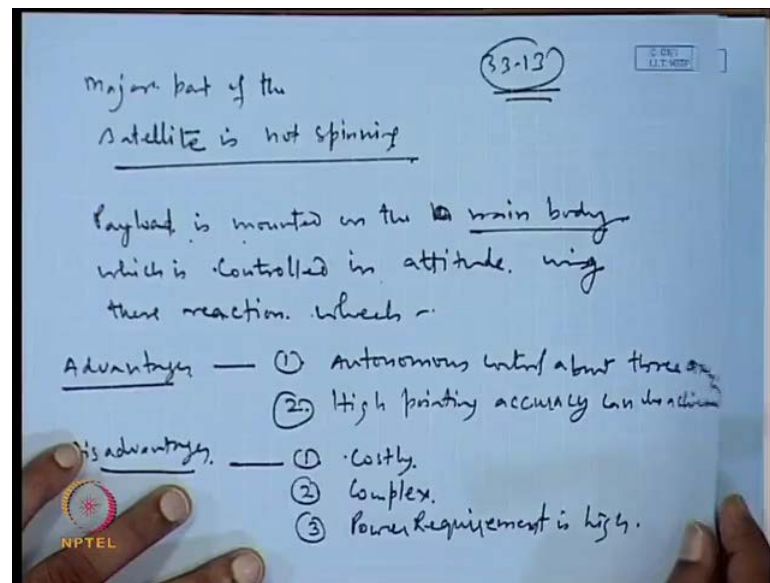 33-13
Major part of the
Satellite is not spinning
Payload is mounted on the main body
which is controlled in attitude. using
these reaction wheels -
Advantages — ① Autonomous control about three
② High pointing accuracy can be
Disadvantages. — ① Costly.
② Complex.
③ Power Requirement is high.
NPTEL